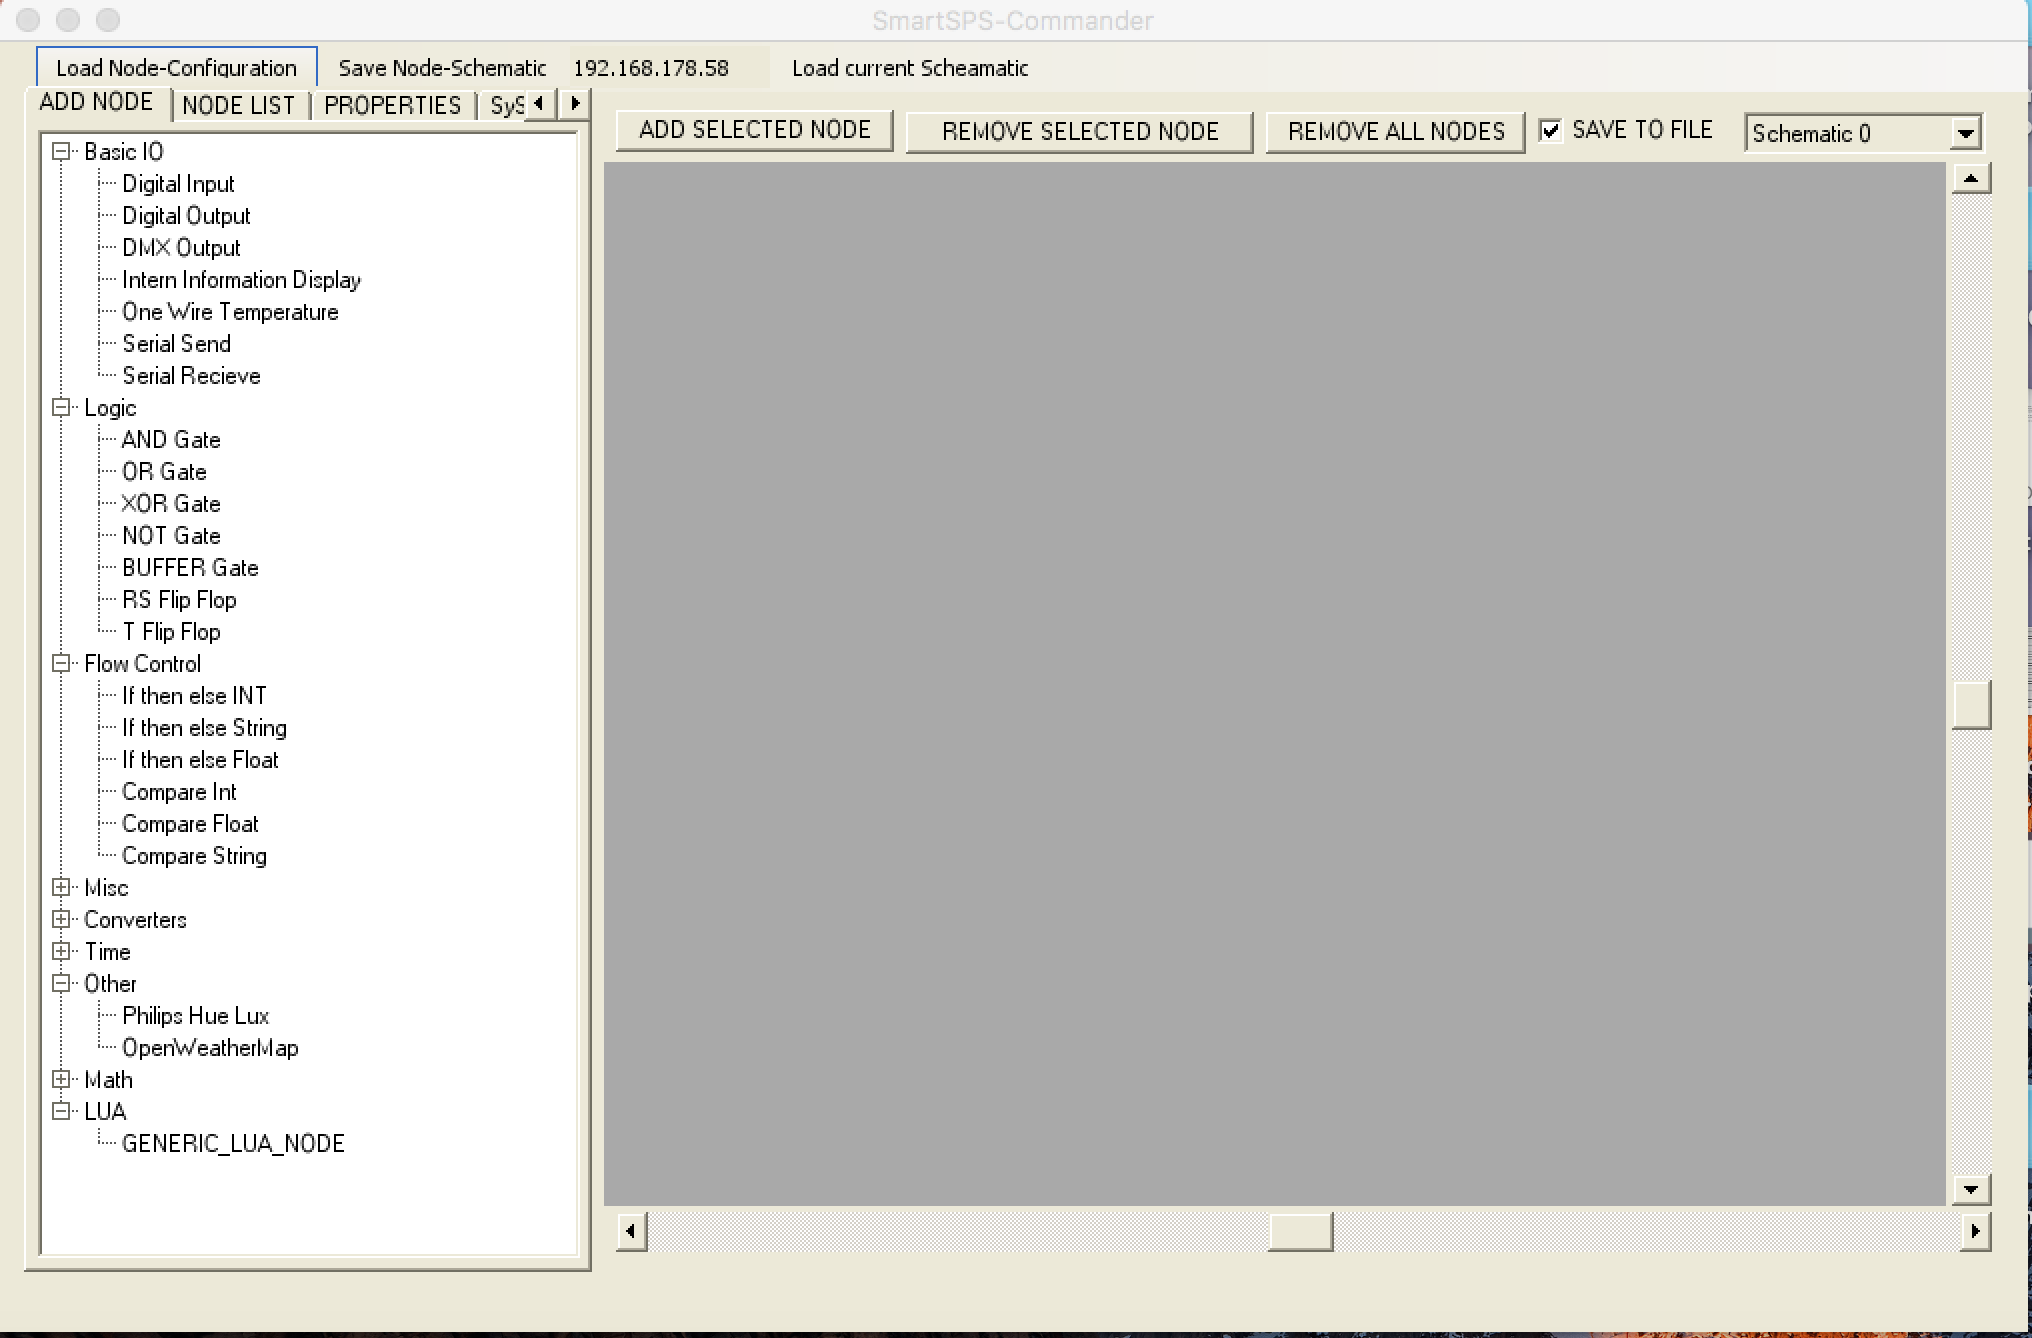 SmartSPS-Commander
Load Node-Configuration Save Node-Schematic 192.168.178.58 Load current Scheamatic
ADD NODE NODE LIST PROPERTIES SyS
ADD SELECTED NODE REMOVE SELECTED NODE REMOVE ALL NODES SAVE TO FILE Schematic 0
Basic IO
Digital Input
Digital Output
DMX Output
Intern Information Display
One Wire Temperature
Serial Send
Serial Recieve
Logic
AND Gate
OR Gate
XOR Gate
NOT Gate
BUFFER Gate
RS Flip Flop
T Flip Flop
Flow Control
If then else INT
If then else String
If then else Float
Compare Int
Compare Float
Compare String
Misc
Converters
Time
Other
Philips Hue Lux
OpenWeatherMap
Math
LUA
GENERIC_LUA_NODE